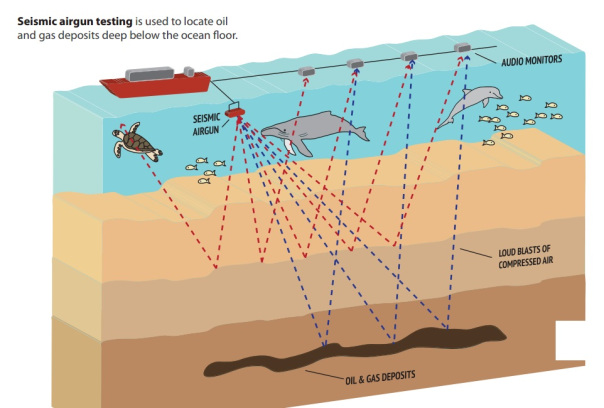 Seismic airgun testing is used to locate oil
and gas deposits deep below the ocean floor.
AUDIO MONITORS
SEISMIC
AIRGUN
LOUD BLASTS OF
COMPRESSED AIR
OIL & GAS DEPOSITS